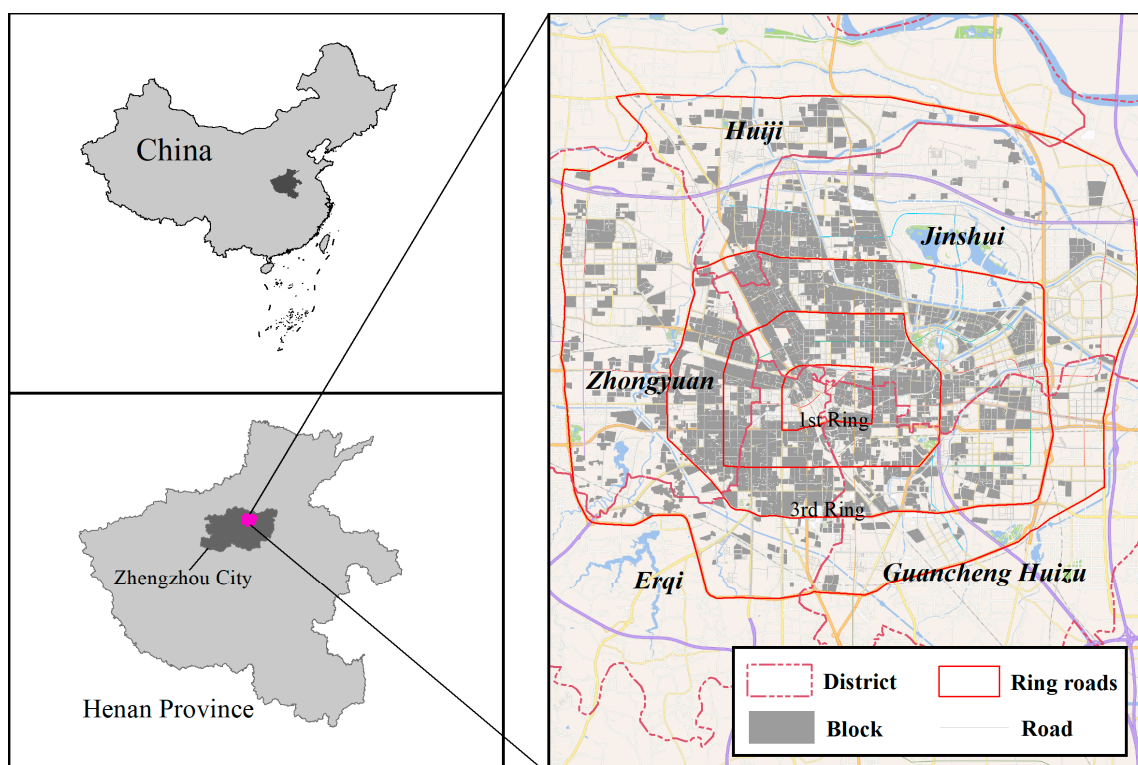 China
Zhengzhou City
Henan Province
Huiji
Jinshui
Zhongyuan
1st Ring
3rd Ring
Erqi
Guancheng Huizu
District
Ring roads
Block
Road